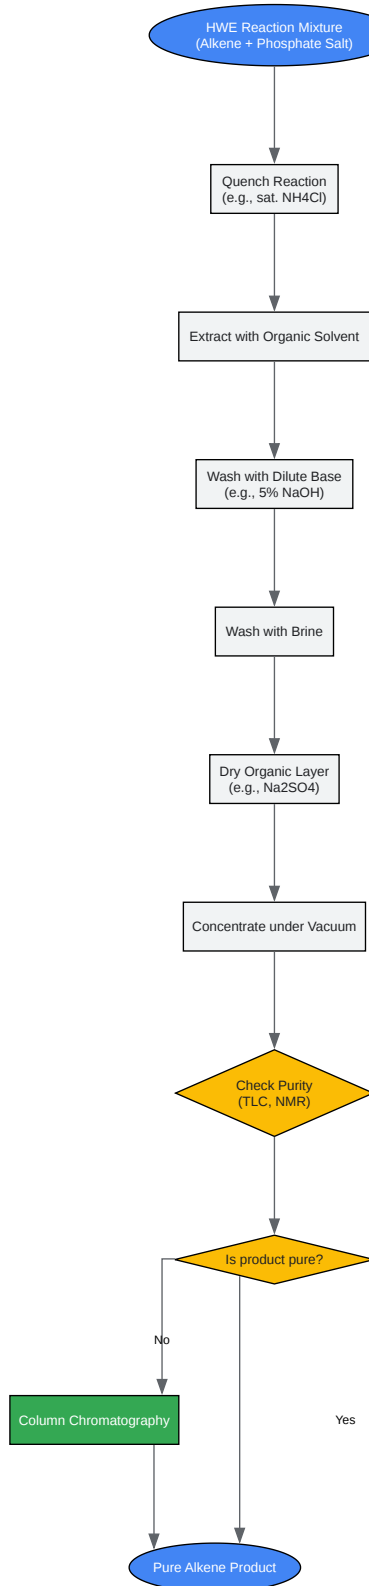 HWE Reaction Mixture
(Alkene + Phosphate Salt)
Quench Reaction
(e.g., sat. NH4Cl)
Extract with Organic Solvent
Wash with Dilute Base
(e.g., 5% NaOH)
Wash with Brine
Dry Organic Layer
(e.g., Na2SO4)
Concentrate under Vacuum
Check Purity
(TLC, NMR)
Is product pure?
No
Column Chromatography
Yes
Pure Alkene Product